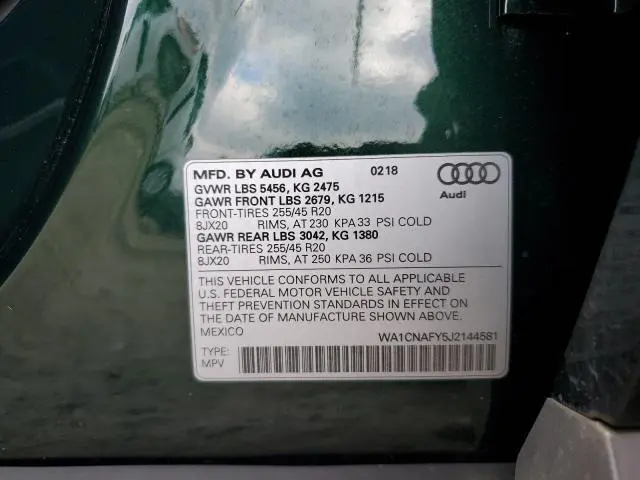 MFD. BY AUDI AG 0218
GVWR LBS 5456, KG 2475
GAWR FRONT LBS 2679, KG 1215
FRONT-TIRES 255/45 R20
8JX20 RIMS, AT 230 KPA 33 PSI COLD
GAWR REAR LBS 3042, KG 1380
REAR-TIRES 255/45 R20
8JX20 RIMS, AT 250 KPA 36 PSI COLD
Audi
THIS VEHICLE CONFORMS TO ALL APPLICABLE
U.S. FEDERAL MOTOR VEHICLE SAFETY AND
THEFT PREVENTION STANDARDS IN EFFECT ON
THE DATE OF MANUFACTURE SHOWN ABOVE.
MEXICO WA1CNAFY5J2144581
TYPE:
MPV